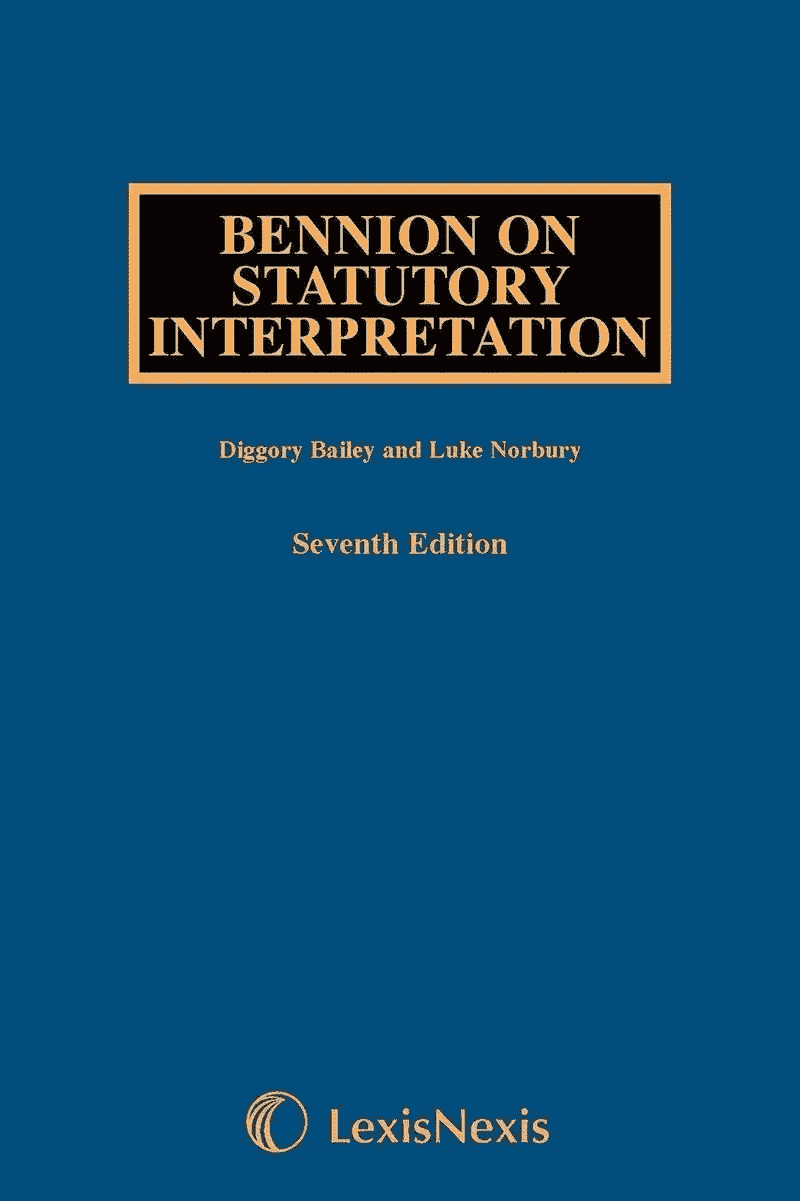 BENNION ON
STATUTORY
INTERPRETATION
Diggory Bailey and Luke Norbury
Seventh Edition
LexisNexis